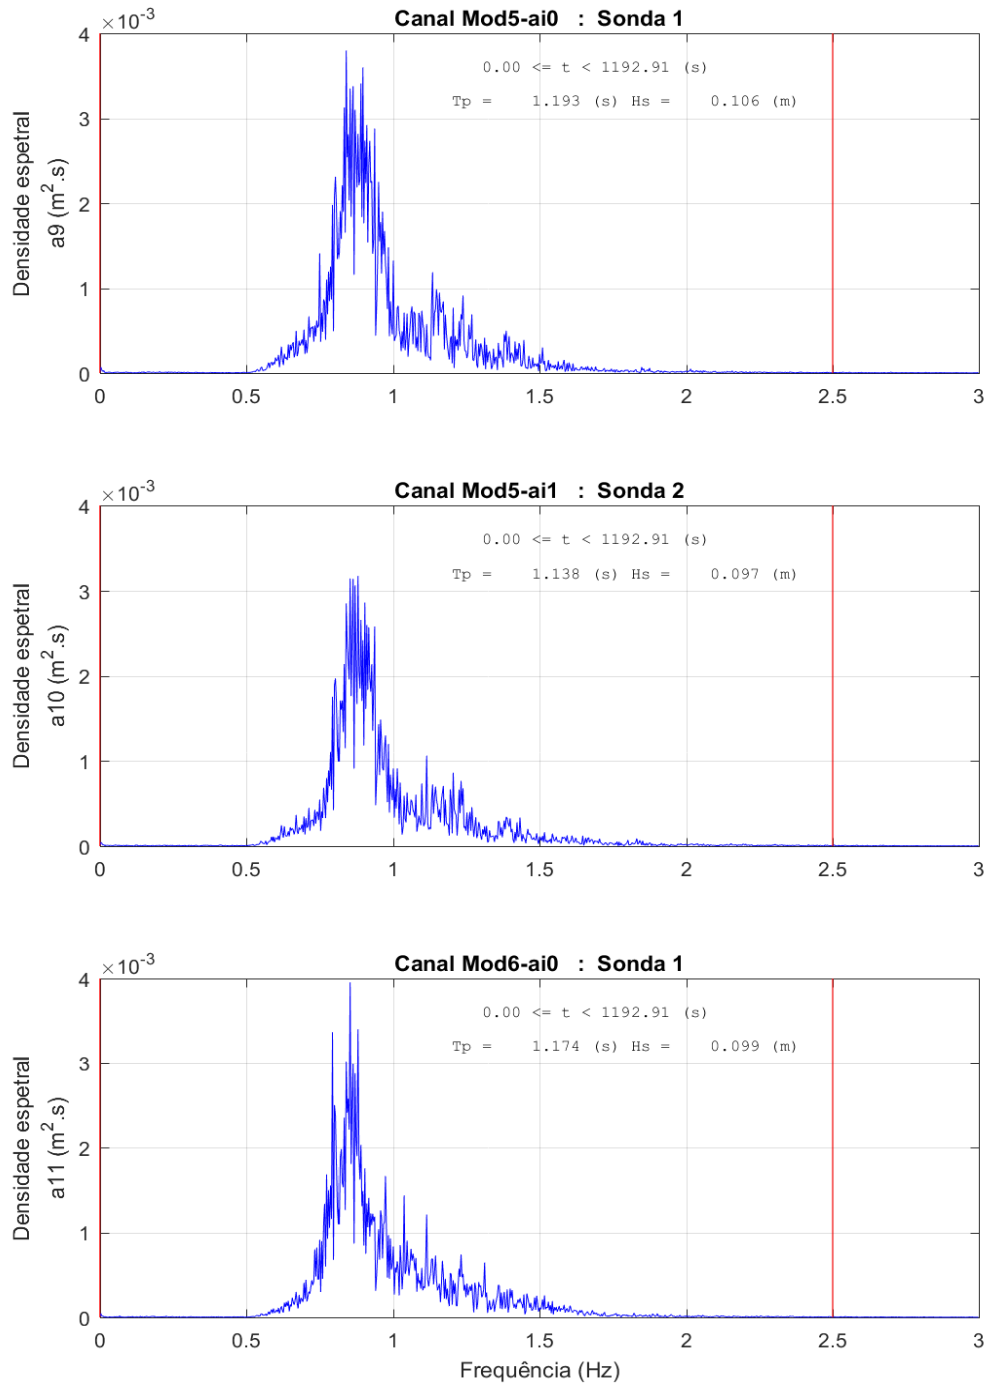 Canal Mod5-ai0 : Sonda 1
×10-3
0.00 <= t < 1192.91 (s)
Tp = 1.193 (s) Hs = 0.106 (m)
Densidade espetral
a9 (m2.s)
4
3
2
1
0
0 0.5 1 1.5 2 2.5 3
Canal Mod5-ai1 : Sonda 2
×10-3
0.00 <= t < 1192.91 (s)
Tp = 1.138 (s) Hs = 0.097 (m)
Densidade espetral
a10 (m2.s)
4
3
2
1
0
0 0.5 1 1.5 2 2.5 3
Canal Mod6-ai0 : Sonda 1
×10-3
0.00 <= t < 1192.91 (s)
Tp = 1.174 (s) Hs = 0.099 (m)
Densidade espetral
a11 (m2.s)
4
3
2
1
0
0 0.5 1 1.5 2 2.5 3
Frequência (Hz)